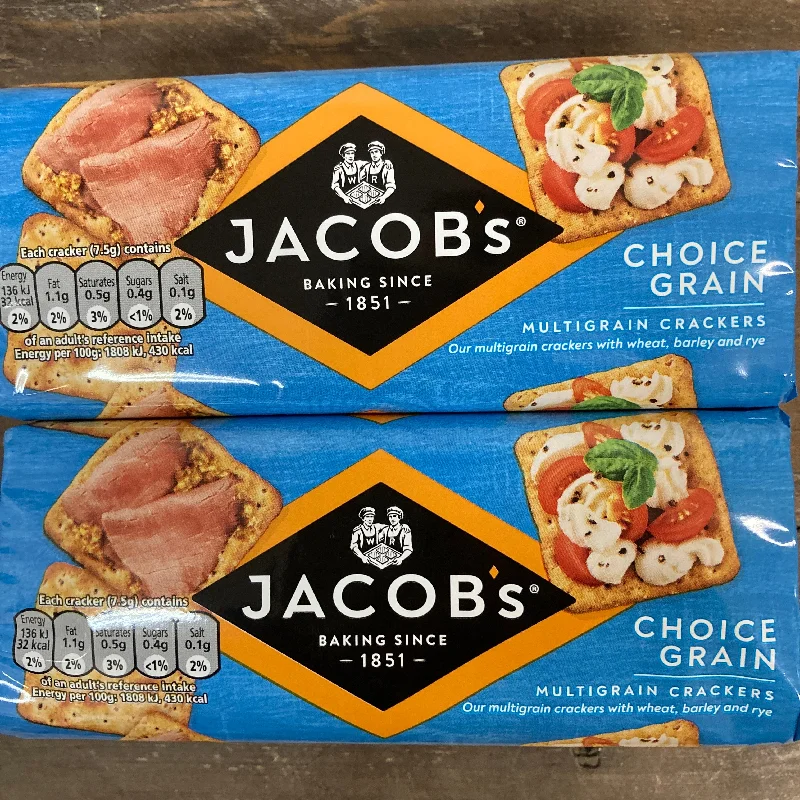 W R
JACOB'S®
BAKING SINCE
– 1851 –
CHOICE
GRAIN
MULTIGRAIN CRACKERS
Our multigrain crackers with wheat, barley and rye
Each cracker (7.5g) contains
Energy Fat Saturates Sugars Salt
136 kJ 1.1g 0.5g 0.4g 0.1g
32 kcal
2% 2% 3% <1% 2%
of an adult's reference intake
Energy per 100g: 1808 kJ, 430 kcal
W R
JACOB'S®
BAKING SINCE
– 1851 –
CHOICE
GRAIN
MULTIGRAIN CRACKERS
Our multigrain crackers with wheat, barley and rye
Each cracker (7.5g) contains
Energy Fat Saturates Sugars Salt
136 kJ 1.1g 0.5g 0.4g 0.1g
32 kcal
2% 2% 3% <1% 2%
of an adult's reference intake
Energy per 100g: 1808 kJ, 430 kcal